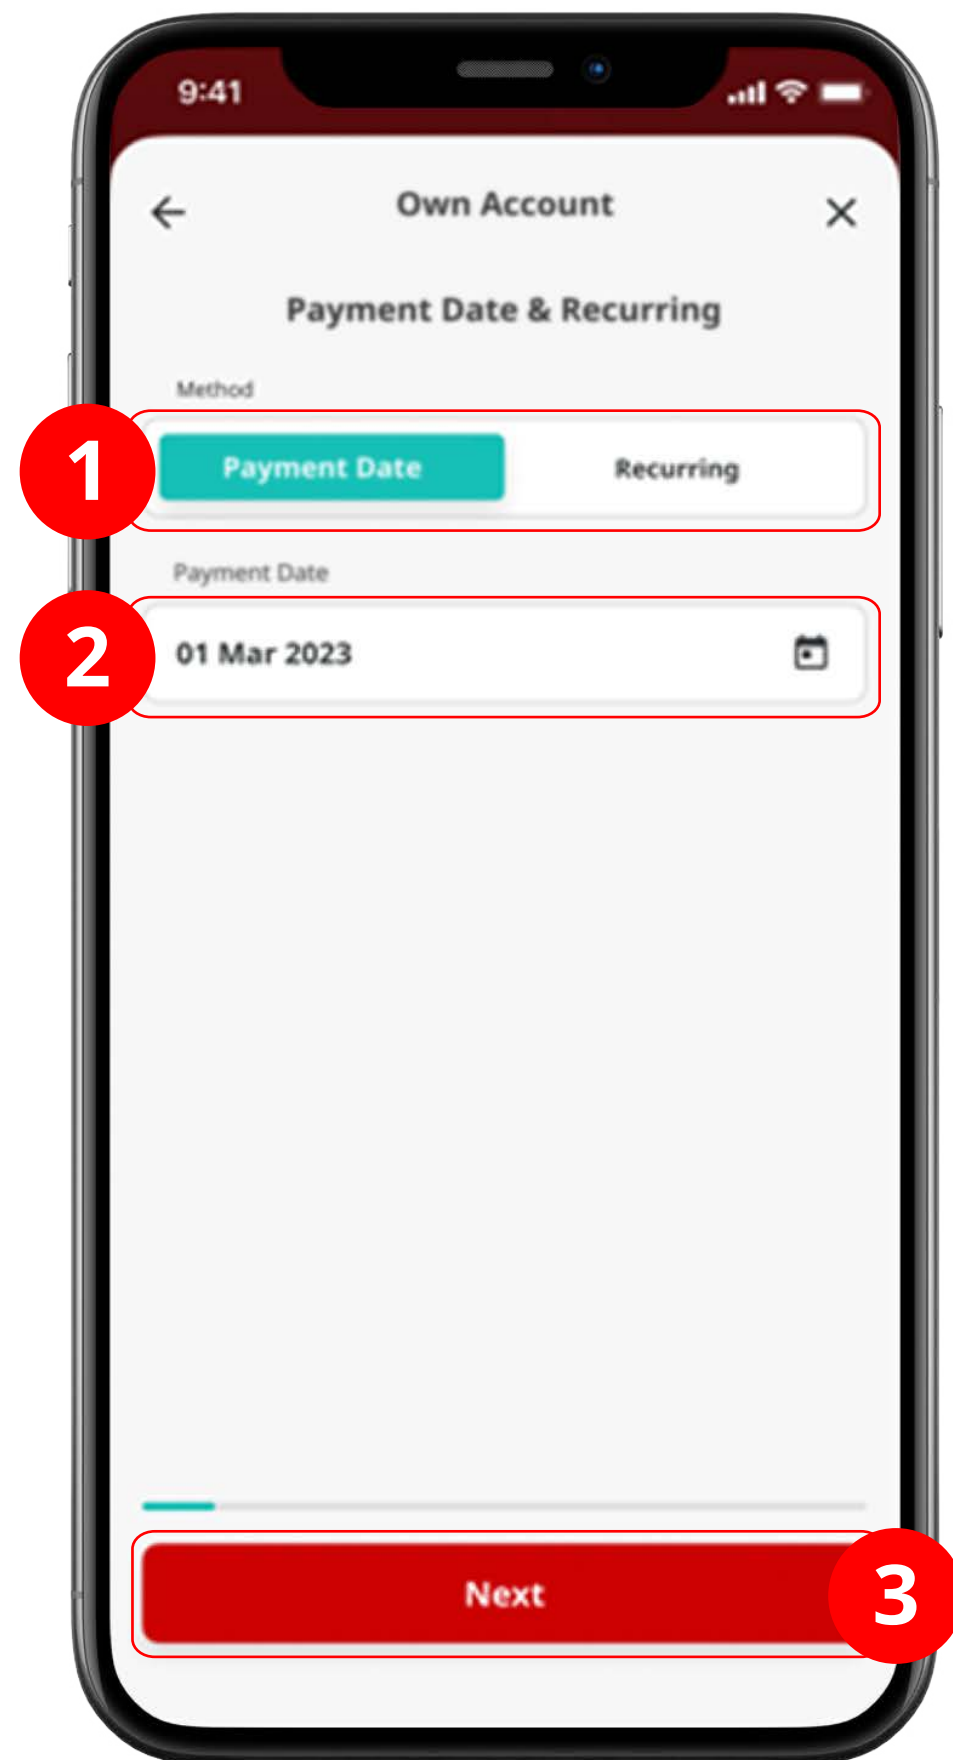 9:41
Own Account
Payment Date & Recurring
Method
1
Payment Date Recurring
Payment Date
2
01 Mar 2023
Next
3